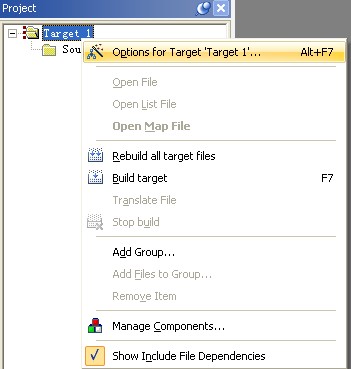 Project
Target 1
Sou
Options for Target 'Target 1'... Alt+F7
Open File
Open List File
Open Map File
Rebuild all target files
Build target F7
Translate File
Stop build
Add Group...
Add Files to Group...
Remove Item
Manage Components...
Show Include File Dependencies